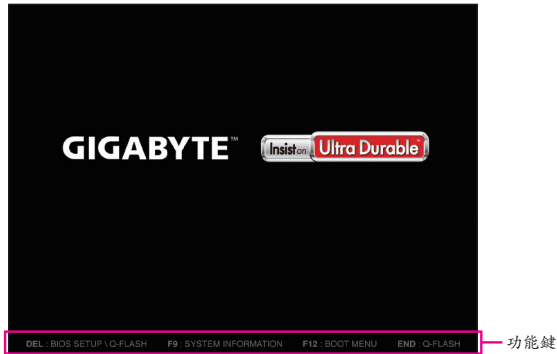 GIGABYTE™ Insist on Ultra Durable™
DEL : BIOS SETUP \ Q-FLASH F9 : SYSTEM INFORMATION F12 : BOOT MENU END : Q-FLASH
功能鍵